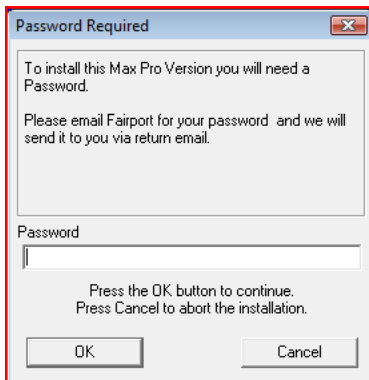 Password Required
To install this Max Pro Version you will need a
Password.
Please email Fairport for your password  and we will
send it to you via return email.
Password
Press the OK button to continue.
Press Cancel to abort the installation.
OK
Cancel